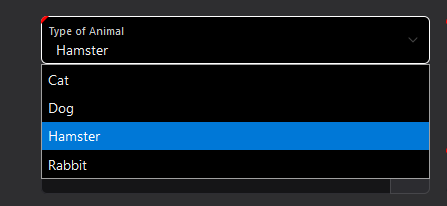 Type of Animal
Hamster
Cat
Dog
Hamster
Rabbit